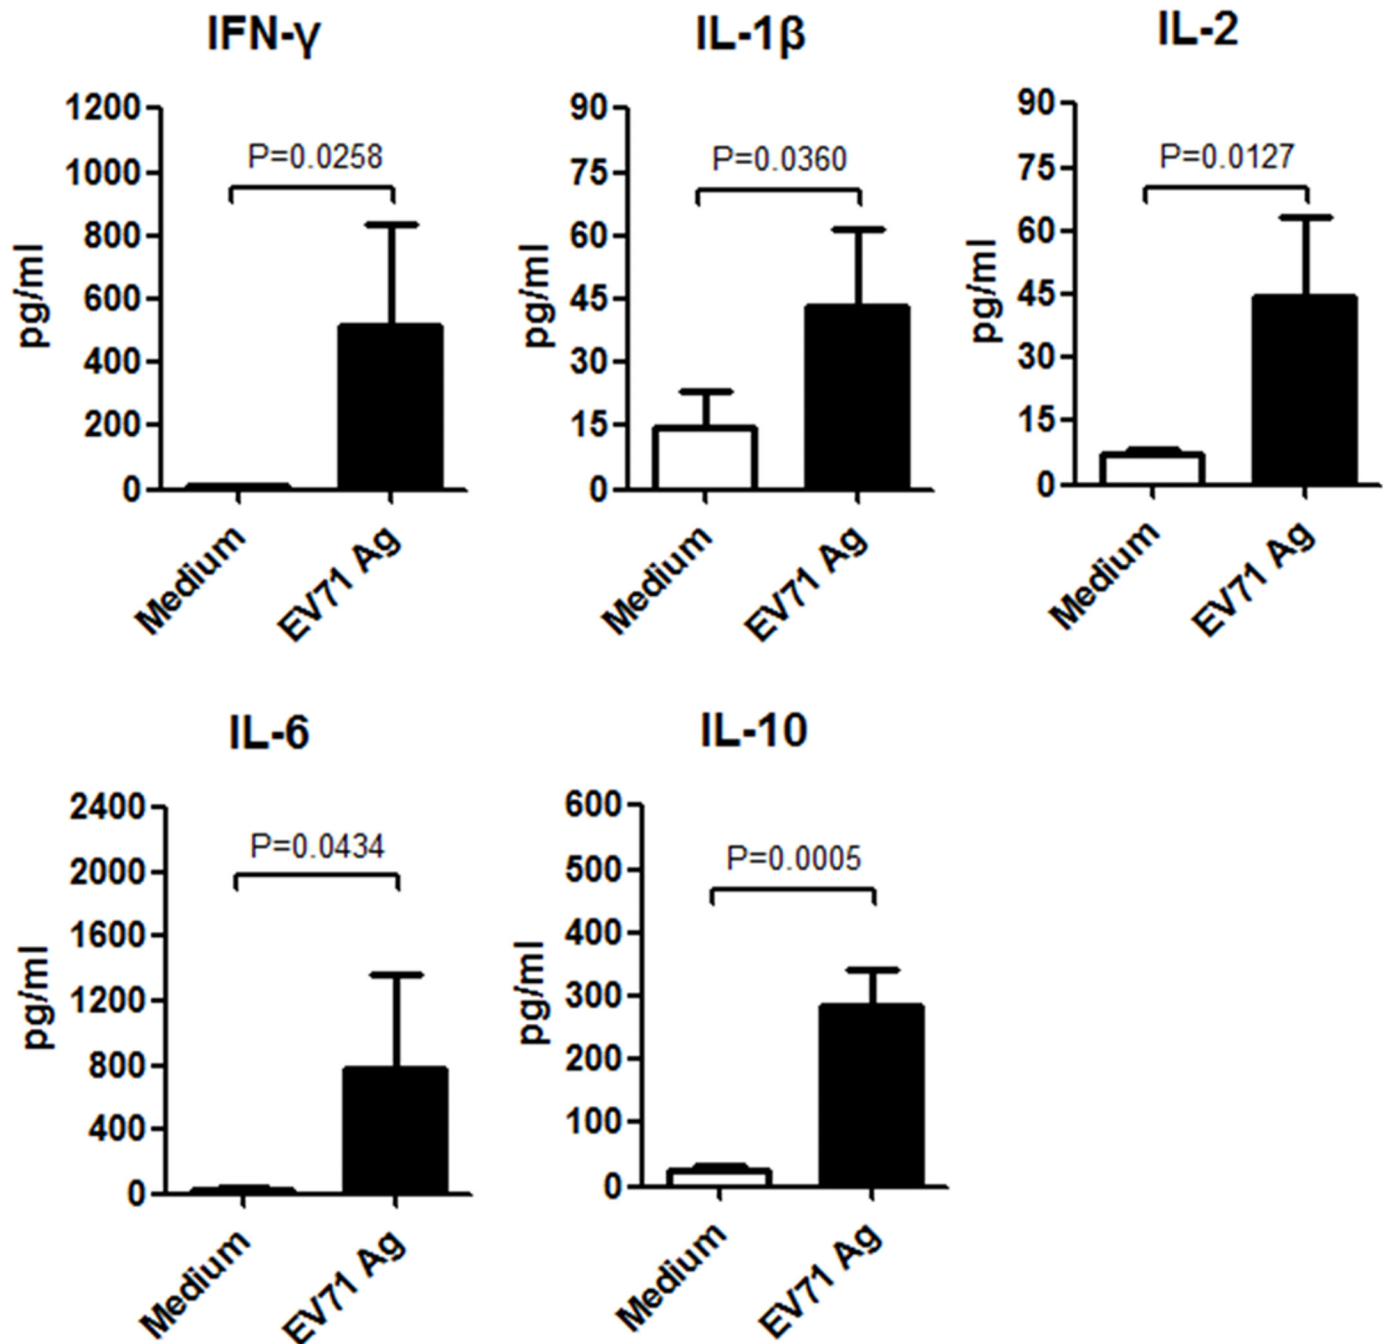 IFN-γ
1200
1000
800
600
400
200
0
pg/ml
P=0.0258
Medium
EV71 Ag
IL-1β
90
75
60
45
30
15
0
pg/ml
P=0.0360
Medium
EV71 Ag
IL-2
90
75
60
45
30
15
0
pg/ml
P=0.0127
Medium
EV71 Ag
IL-6
2400
2000
1600
1200
800
400
0
pg/ml
P=0.0434
Medium
EV71 Ag
IL-10
600
500
400
300
200
100
0
pg/ml
P=0.0005
Medium
EV71 Ag